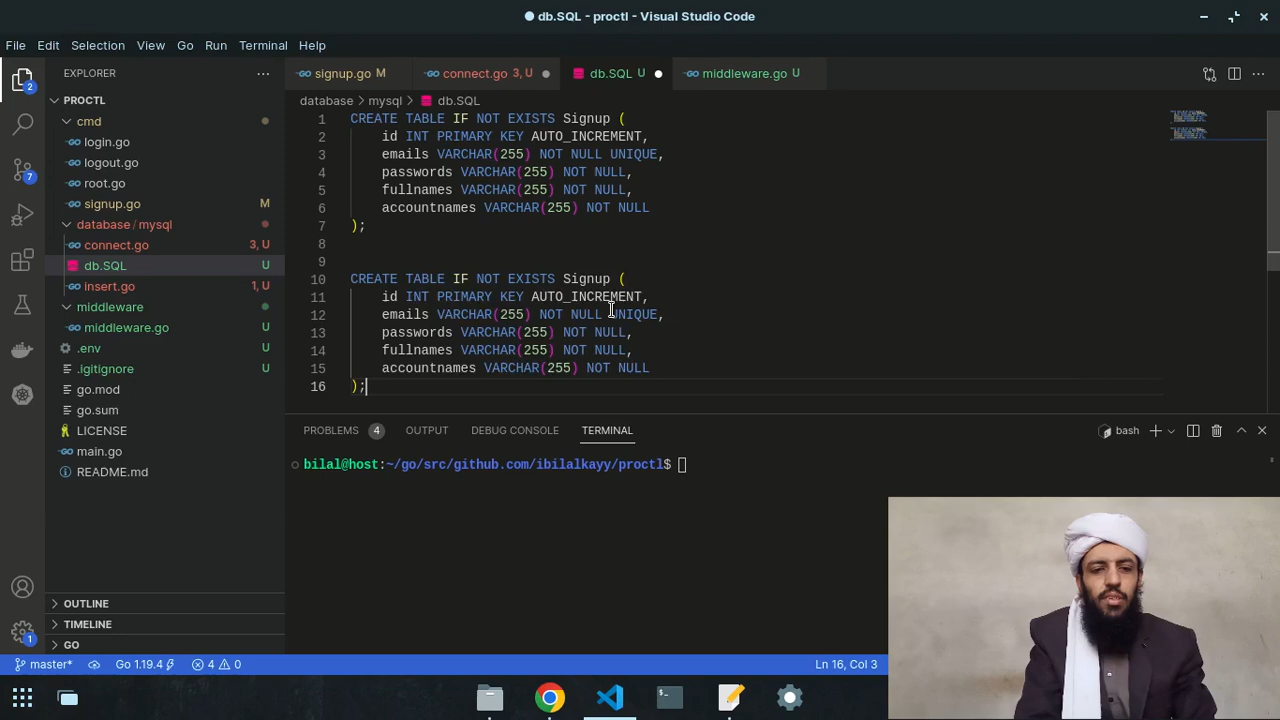 db.SQL - proctl - Visual Studio Code
File Edit Selection View Go Run Terminal Help
EXPLORER
signup.go M
connect.go 3, U
db.SQL U
middleware.go U
PROCTL
database > mysql > db.SQL
cmd
login.go
logout.go
root.go
signup.go M
database / mysql
connect.go 3, U
db.SQL U
insert.go 1, U
middleware
middleware.go U
.env U
.gitignore U
go.mod
go.sum
LICENSE
main.go
README.md
OUTLINE
TIMELINE
GO
2
7
1
1 CREATE TABLE IF NOT EXISTS Signup (
2 id INT PRIMARY KEY AUTO_INCREMENT,
3 emails VARCHAR(255) NOT NULL UNIQUE,
4 passwords VARCHAR(255) NOT NULL,
5 fullnames VARCHAR(255) NOT NULL,
6 accountnames VARCHAR(255) NOT NULL
7 );
8
9
10 CREATE TABLE IF NOT EXISTS Signup (
11 id INT PRIMARY KEY AUTO_INCREMENT,
12 emails VARCHAR(255) NOT NULL UNIQUE,
13 passwords VARCHAR(255) NOT NULL,
14 fullnames VARCHAR(255) NOT NULL,
15 accountnames VARCHAR(255) NOT NULL
16 );
PROBLEMS 4 OUTPUT DEBUG CONSOLE TERMINAL
bash
bilal@host:~/go/src/github.com/ibilalkayy/proctl$
master* Go 1.19.4 4 0 Ln 16, Col 3